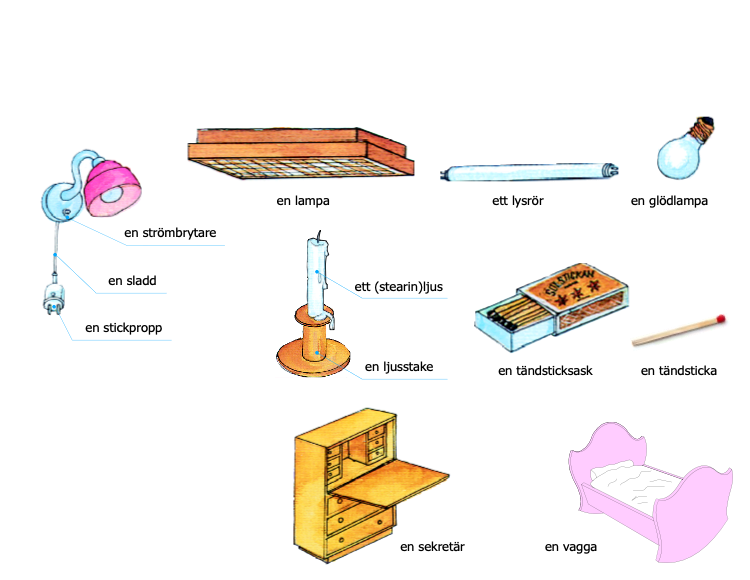 en lampa
ett lysrör
en glödlampa
en strömbrytare
en sladd
en stickpropp
ett (stearin)ljus
en ljusstake
SOLSTICKAN
en tändsticksask
en tändsticka
en sekretär
en vagga